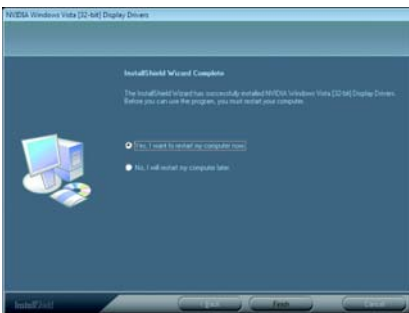 NVIDIA Windows Vista [32-bit] Display Drivers
InstallShield Wizard Complete
The InstallShield Wizard has successfully installed NVIDIA Windows Vista [32-bit] Display Drivers. Before you can use the program, you must restart your computer.
Yes, I want to restart my computer now.
No, I will restart my computer later.
InstallShield
< Back
Finish
Cancel